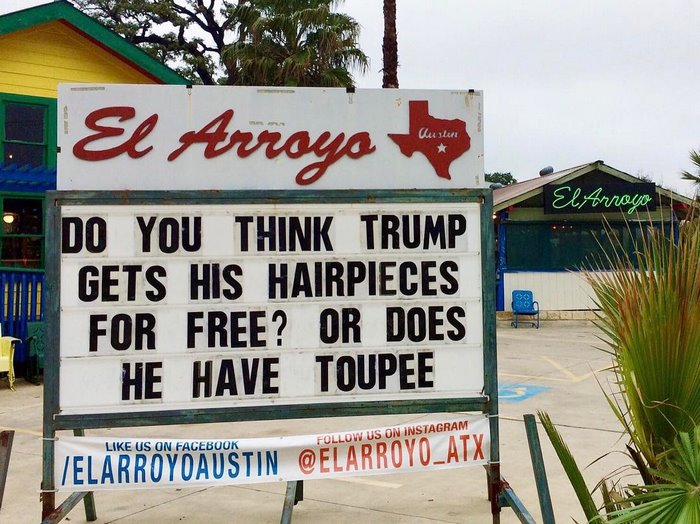 El Arroyo
Austin
El Arroyo
DO YOU THINK TRUMP
GETS HIS HAIRPIECES
FOR FREE? OR DOES
HE HAVE TOUPEE
LIKE US ON FACEBOOK
/ELARROYOAUSTIN
FOLLOW US ON INSTAGRAM
@ELARROYO_ATX